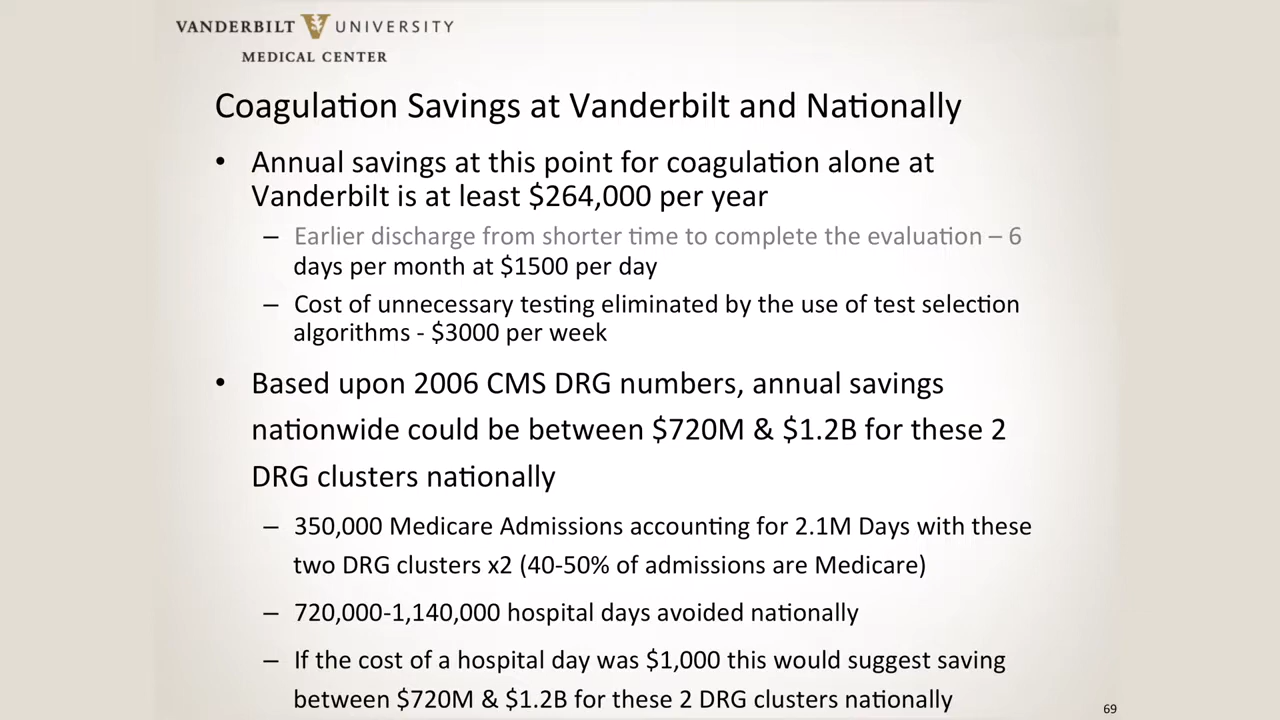 VANDERBILT UNIVERSITY
MEDICAL CENTER
Coagulation Savings at Vanderbilt and Nationally
• Annual savings at this point for coagulation alone at
Vanderbilt is at least $264,000 per year
– Earlier discharge from shorter time to complete the evaluation – 6
days per month at $1500 per day
– Cost of unnecessary testing eliminated by the use of test selection
algorithms - $3000 per week
• Based upon 2006 CMS DRG numbers, annual savings
nationwide could be between $720M & $1.2B for these 2
DRG clusters nationally
– 350,000 Medicare Admissions accounting for 2.1M Days with these
two DRG clusters x2 (40-50% of admissions are Medicare)
– 720,000-1,140,000 hospital days avoided nationally
– If the cost of a hospital day was $1,000 this would suggest saving
between $720M & $1.2B for these 2 DRG clusters nationally
69